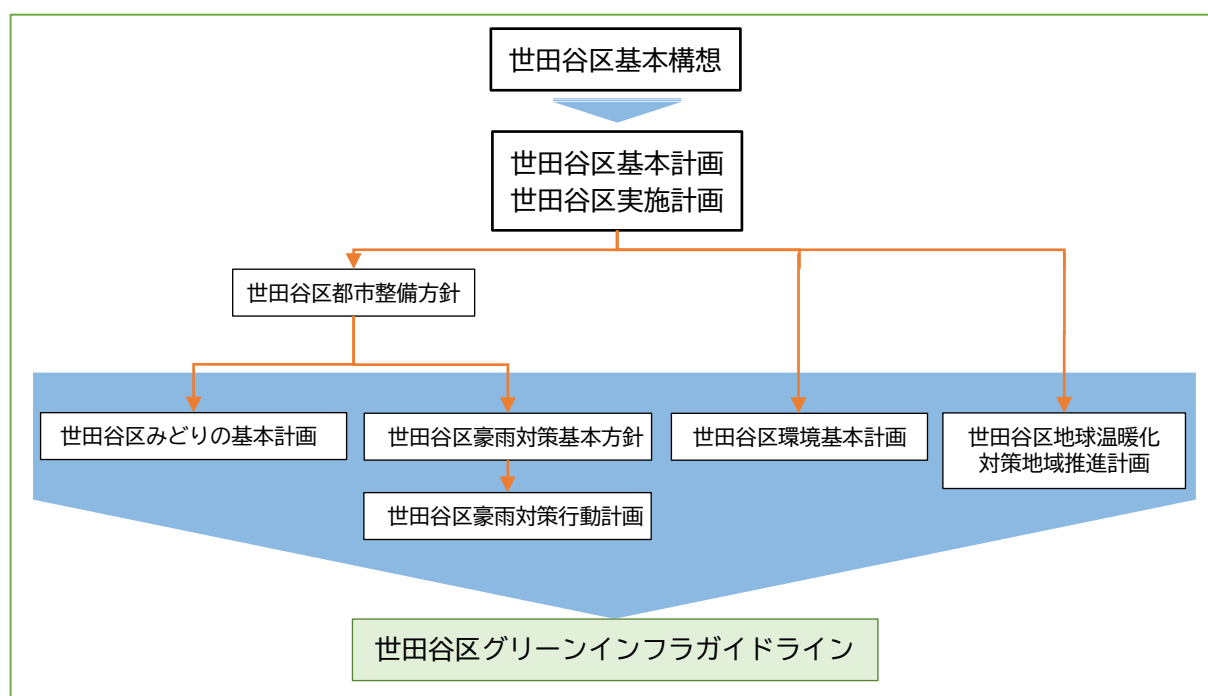 世田谷区基本構想
世田谷区基本計画
世田谷区実施計画
世田谷区都市整備方針
世田谷区みどりの基本計画
世田谷区豪雨対策基本方針
世田谷区環境基本計画
世田谷区地球温暖化
対策地域推進計画
世田谷区豪雨対策行動計画
世田谷区グリーンインフラガイドライン